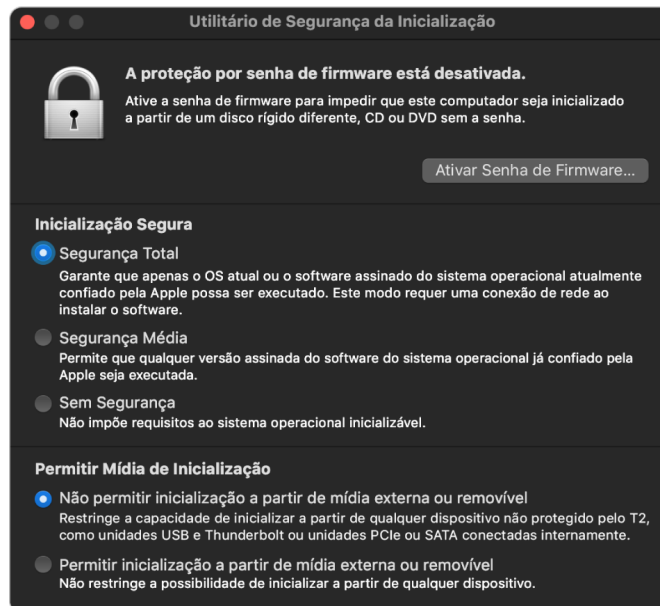 Utilitário de Segurança da Inicialização
A proteção por senha de firmware está desativada.
Ative a senha de firmware para impedir que este computador seja inicializado
a partir de um disco rígido diferente, CD ou DVD sem a senha.
Ativar Senha de Firmware...
Inicialização Segura
Segurança Total
Garante que apenas o OS atual ou o software assinado do sistema operacional atualmente
confiado pela Apple possa ser executado. Este modo requer uma conexão de rede ao
instalar o software.
Segurança Média
Permite que qualquer versão assinada do software do sistema operacional já confiado pela
Apple seja executada.
Sem Segurança
Não impõe requisitos ao sistema operacional inicializável.
Permitir Mídia de Inicialização
Não permitir inicialização a partir de mídia externa ou removível
Restringe a capacidade de inicializar a partir de qualquer dispositivo não protegido pelo T2,
como unidades USB e Thunderbolt ou unidades PCIe ou SATA conectadas internamente.
Permitir inicialização a partir de mídia externa ou removível
Não restringe a possibilidade de inicializar a partir de qualquer dispositivo.